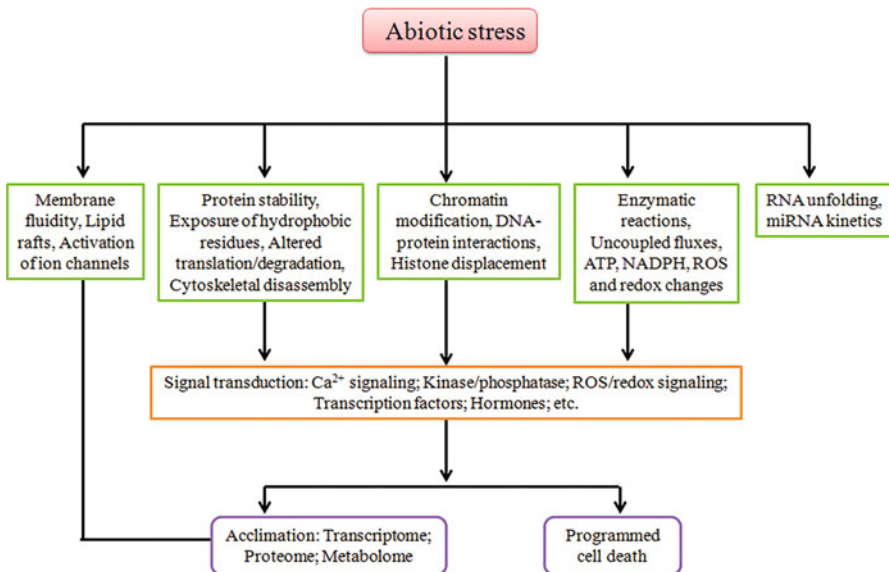 Abiotic stress
Membrane
fluidity, Lipid
rafts, Activation
of ion channels
Protein stability,
Exposure of hydrophobic
residues, Altered
translation/degradation,
Cytoskeletal disassembly
Chromatin
modification, DNA-
protein interactions,
Histone displacement
Enzymatic
reactions,
Uncoupled fluxes,
ATP, NADPH, ROS
and redox changes
RNA unfolding,
miRNA kinetics
Signal transduction: Ca²⁺ signaling; Kinase/phosphatase; ROS/redox signaling;
Transcription factors; Hormones; etc.
Acclimation: Transcriptome;
Proteome; Metabolome
Programmed
cell death